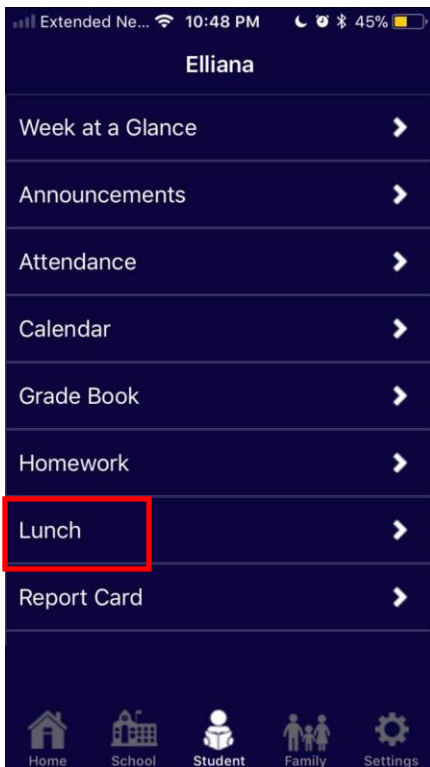 Extended Ne... 10:48 PM 45%
Elliana
Week at a Glance
Announcements
Attendance
Calendar
Grade Book
Homework
Lunch
Report Card
Home School Student Family Settings